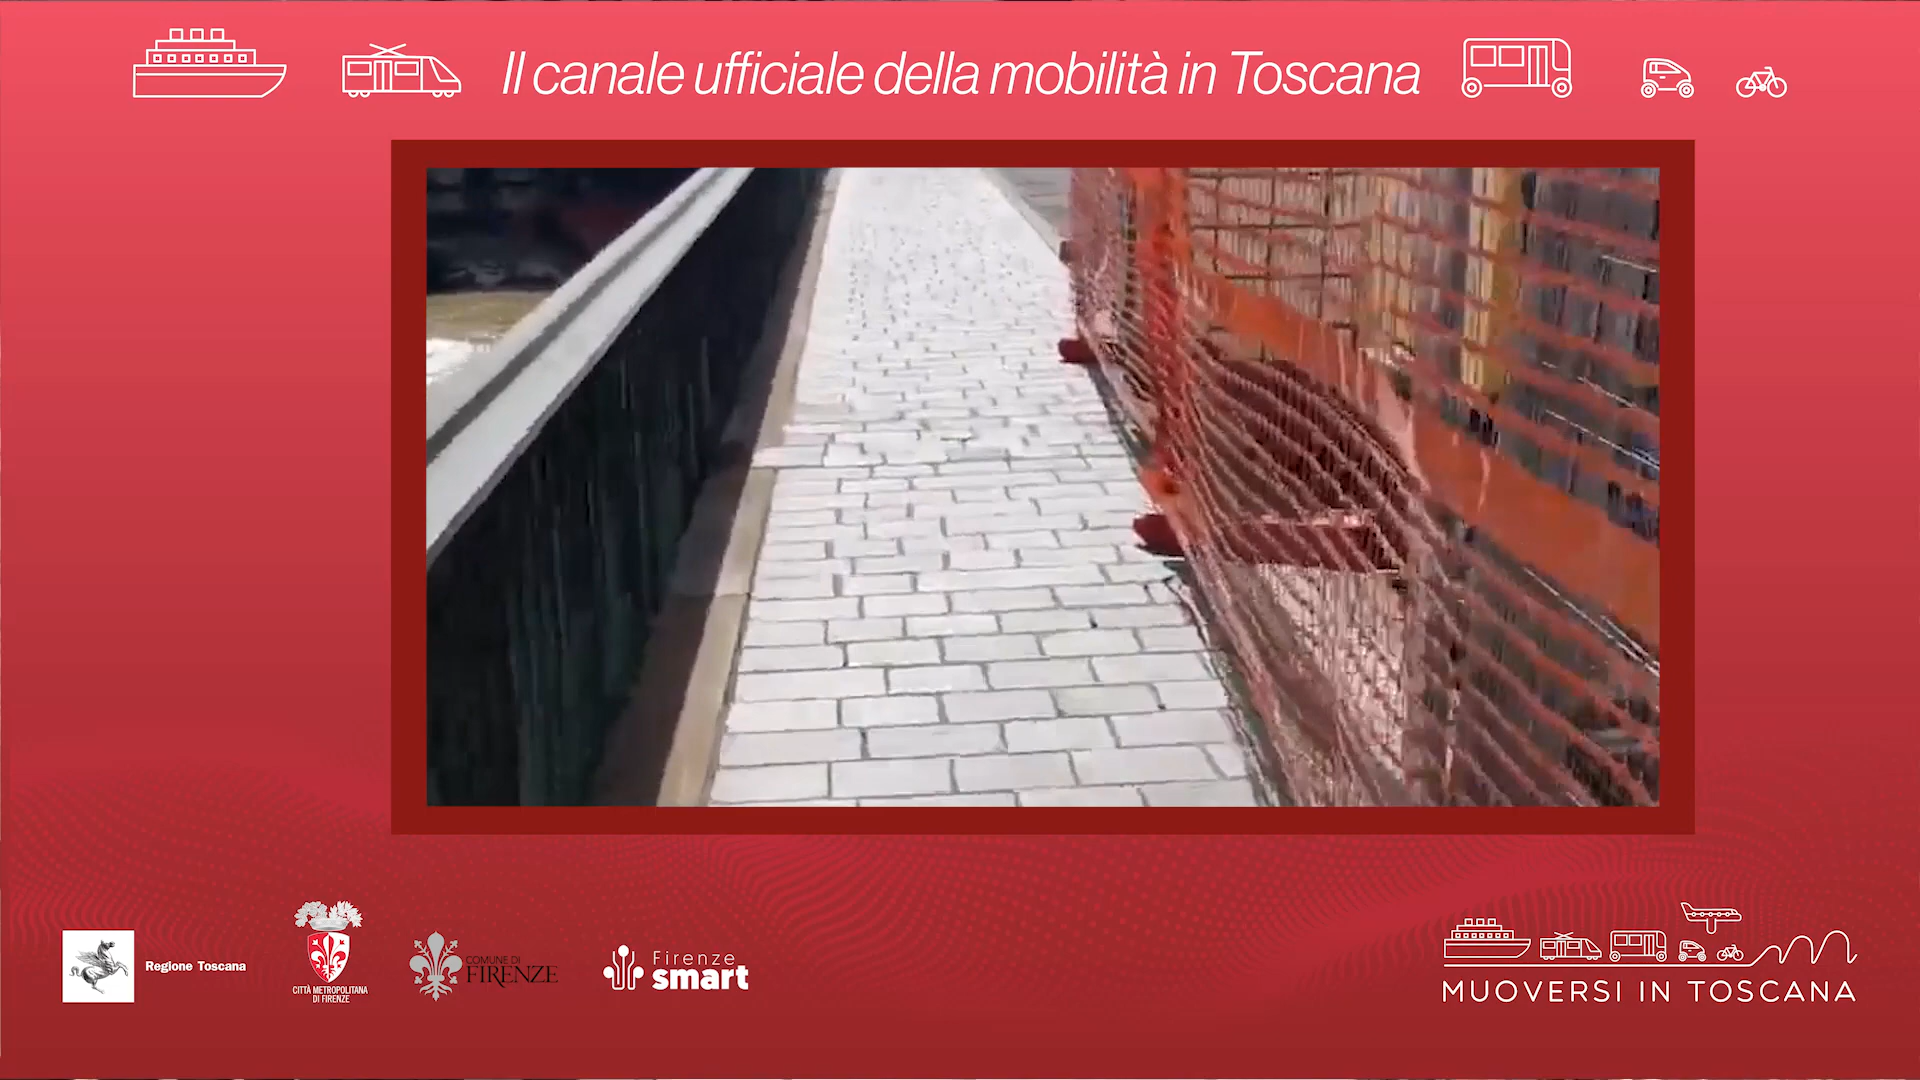 Il canale ufficiale della mobilità in Toscana
Regione Toscana
CITTÀ METROPOLITANA
DI FIRENZE
COMUNE DI
FIRENZE
Firenze
smart
MUOVERSI IN TOSCANA